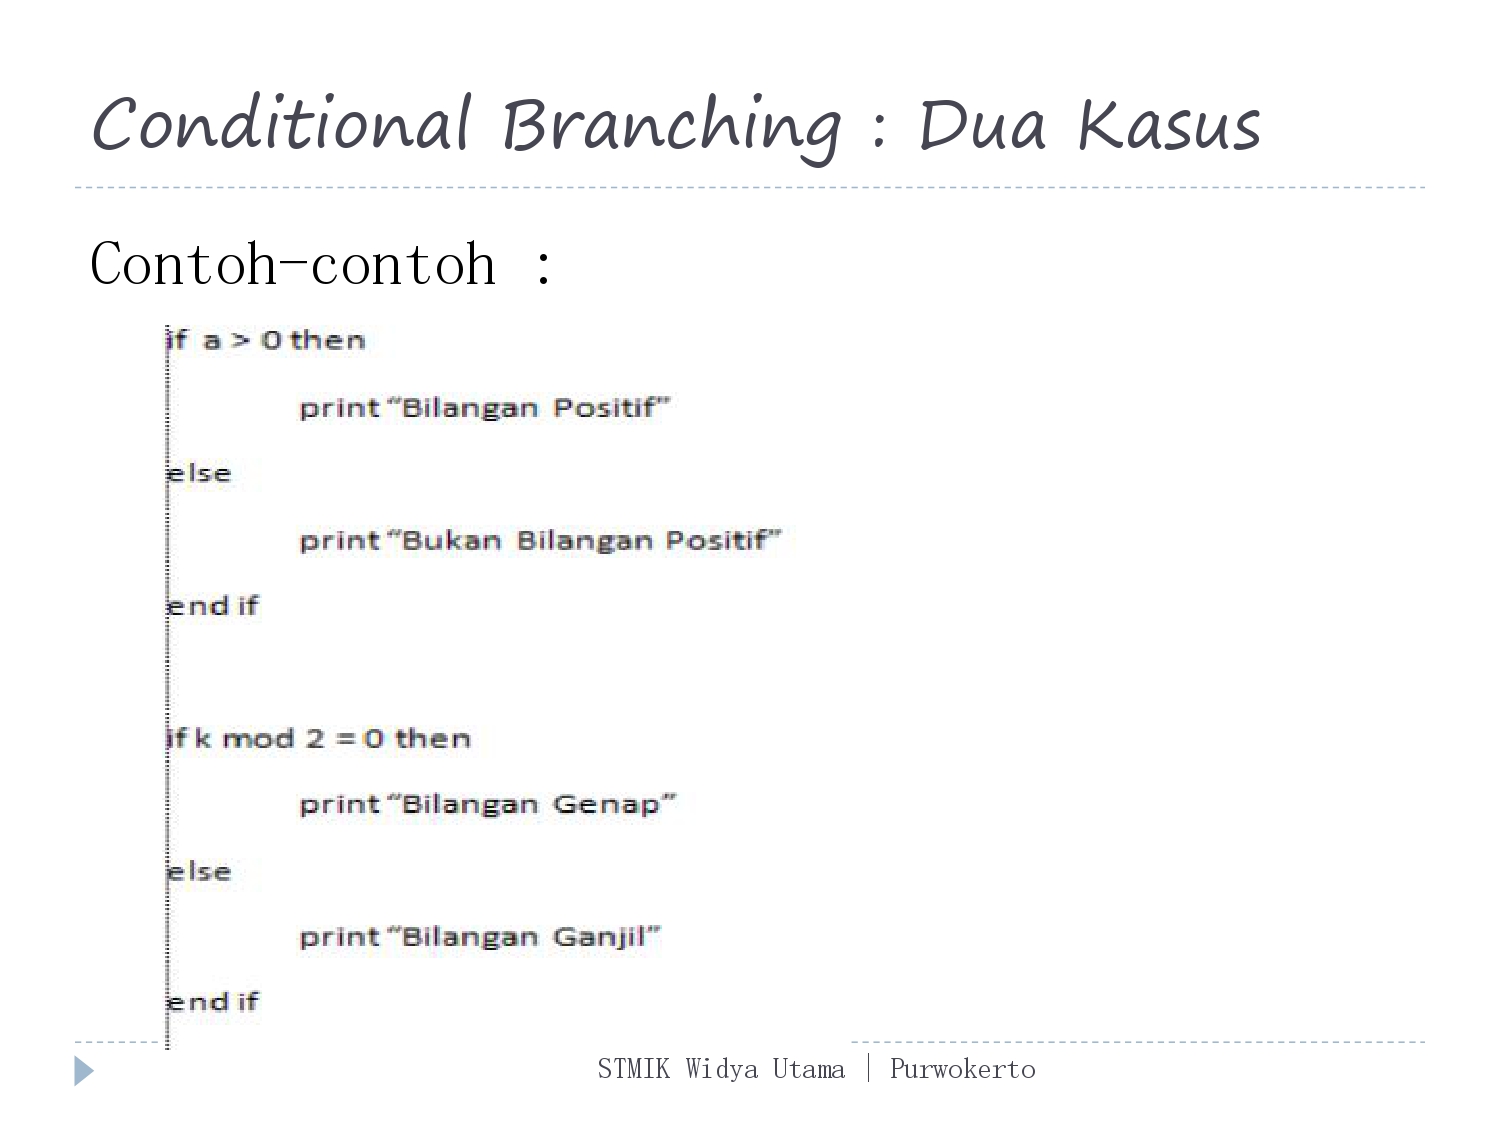 Conditional Branching : Dua Kasus
Contoh-contoh :
if a > 0 then
print “Bilangan Positif”
else
print “Bukan Bilangan Positif”
end if
if k mod 2 = 0 then
print “Bilangan Genap”
else
print “Bilangan Ganjil”
end if
STMIK Widya Utama | Purwokerto